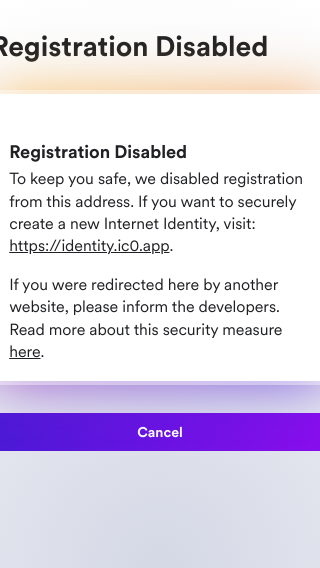 Registration Disabled
Registration Disabled
To keep you safe, we disabled registration
from this address. If you want to securely
create a new Internet Identity, visit:
https://identity.ic0.app.
If you were redirected here by another
website, please inform the developers.
Read more about this security measure
here.
Cancel